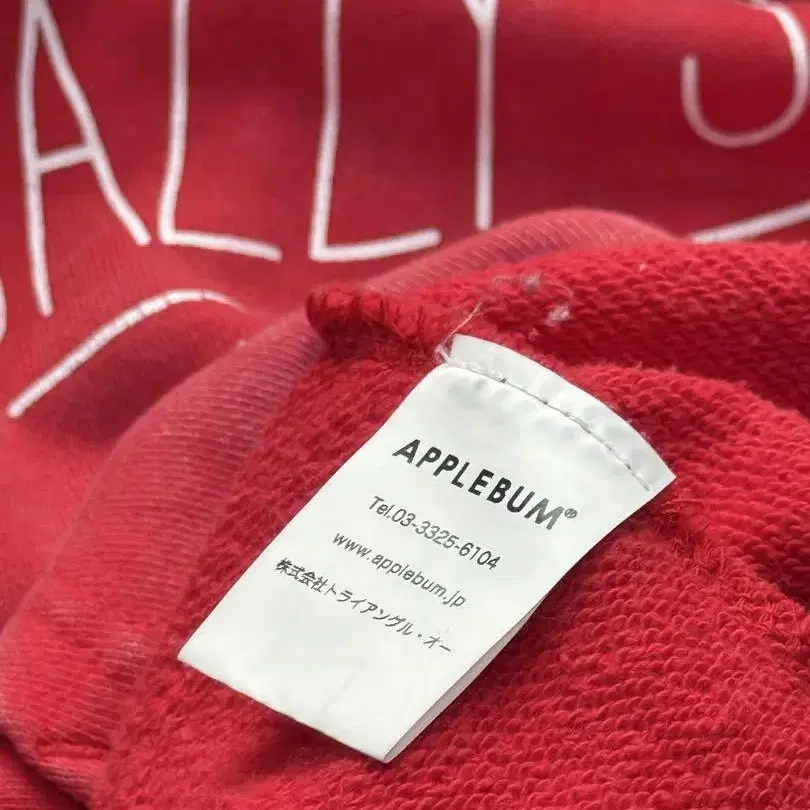 ALLY
APPLEBUM®
Tel.03-3325-6104
www.applebum.jp
株式会社トライアングル・オー